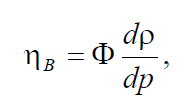 η_B = Φ dρ/dp,